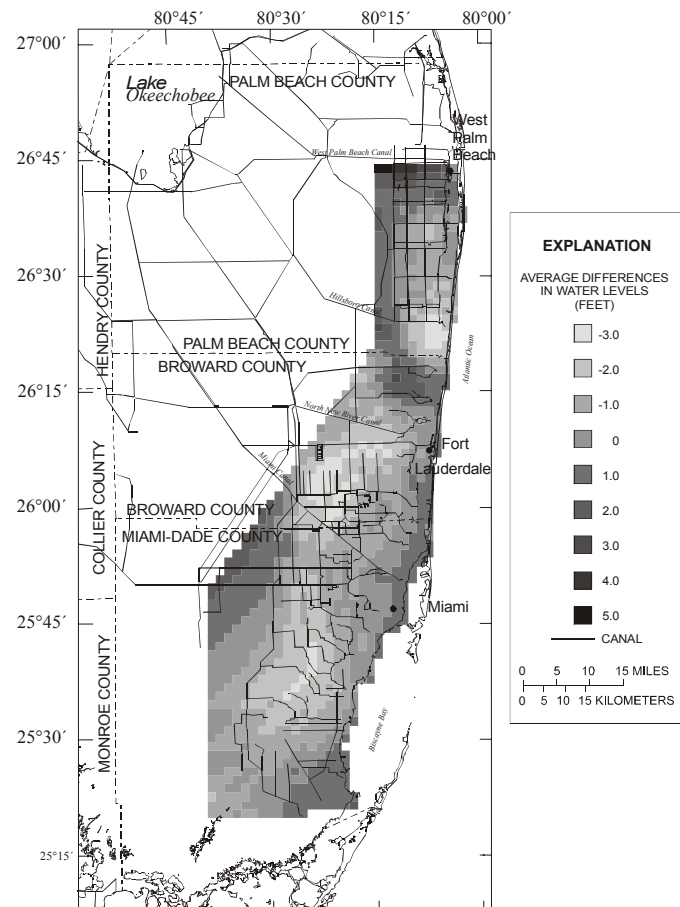 80°45´ 80°30´ 80°15´ 80°00´
27°00´
Lake
Okeechobee
PALM BEACH COUNTY
West
Palm
Beach
West Palm Beach Canal
26°45´
26°30´
HENDRY COUNTY
Hillsboro Canal
PALM BEACH COUNTY
BROWARD COUNTY
Atlantic Ocean
26°15´
North New River Canal
Miami Canal
Fort
Lauderdale
COLLIER COUNTY
26°00´
BROWARD COUNTY
MIAMI-DADE COUNTY
25°45´
Miami
MONROE COUNTY
25°30´
Biscayne Bay
25°15´
EXPLANATION
AVERAGE DIFFERENCES
IN WATER LEVELS
(FEET)
-3.0
-2.0
-1.0
0
1.0
2.0
3.0
4.0
5.0
CANAL
0 5 10 15 MILES
0 5 10 15 KILOMETERS